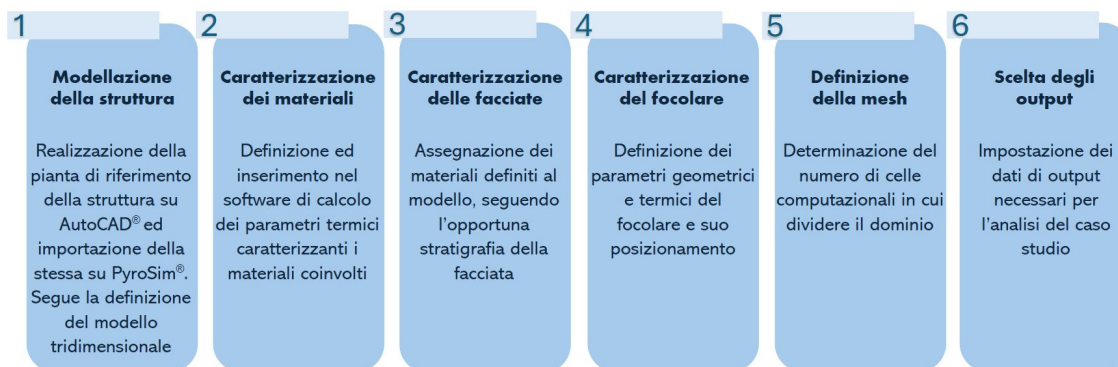 1
Modellazione
della struttura
Realizzazione della
pianta di riferimento
della struttura su
AutoCAD® ed
importazione della
stessa su PyroSim®.
Segue la definizione
del modello
tridimensionale
2
Caratterizzazione
dei materiali
Definizione ed
inserimento nel
software di calcolo
dei parametri termici
caratterizzanti i
materiali coinvolti
3
Caratterizzazione
delle facciate
Assegnazione dei
materiali definiti al
modello, seguendo
l'opportuna
stratigrafia della
facciata
4
Caratterizzazione
del focolare
Definizione dei
parametri geometrici
e termici del
focolare e suo
posizionamento
5
Definizione
della mesh
Determinazione del
numero di celle
computazionali in cui
dividere il dominio
6
Scelta degli
output
Impostazione dei
dati di output
necessari per
l'analisi del caso
studio